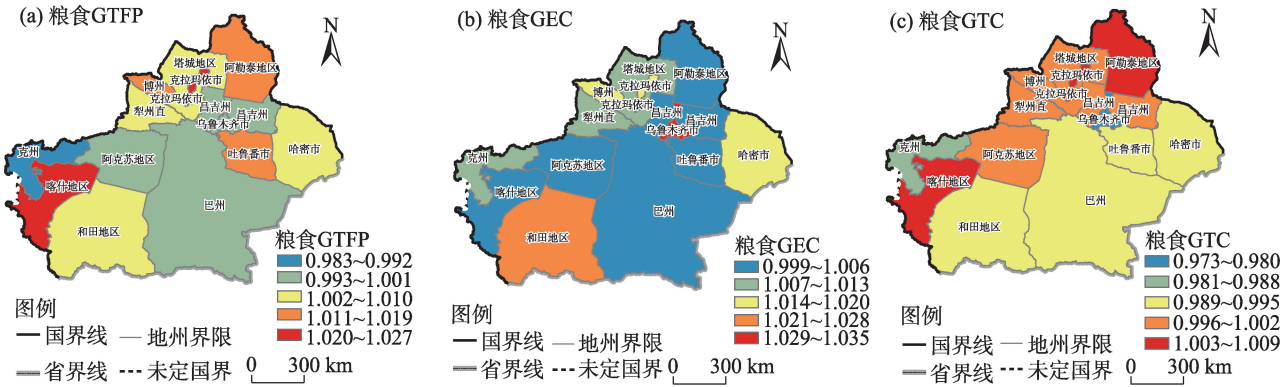 (a) 粮食GTFP
N
阿勒泰地区
塔城地区
克拉玛依市
博州
克拉玛依市
犁州直
昌吉州
昌吉州
乌鲁木齐市
吐鲁番市
哈密市
克州
阿克苏地区
喀什地区
巴州
和田地区
粮食GTFP
0.983~0.992
0.993~1.001
1.002~1.010
1.011~1.019
1.020~1.027
图例
国界线
地州界限
省界线
未定国界
0 300 km
(b) 粮食GEC
N
塔城地区
阿勒泰地区
克拉玛依市
博州
克拉玛依市
犁州直
昌吉州
昌吉州
乌鲁木齐市
吐鲁番市
哈密市
克州
阿克苏地区
喀什地区
巴州
和田地区
粮食GEC
0.999~1.006
1.007~1.013
1.014~1.020
1.021~1.028
1.029~1.035
图例
国界线
地州界限
省界线
未定国界
0 300 km
(c) 粮食GTC
N
塔城地区
阿勒泰地区
克拉玛依市
博州
克拉玛依市
犁州直
昌吉州
昌吉州
乌鲁木齐市
吐鲁番市
哈密市
克州
阿克苏地区
喀什地区
巴州
和田地区
粮食GTC
0.973~0.980
0.981~0.988
0.989~0.995
0.996~1.002
1.003~1.009
图例
国界线
地州界限
省界线
未定国界
0 300 km